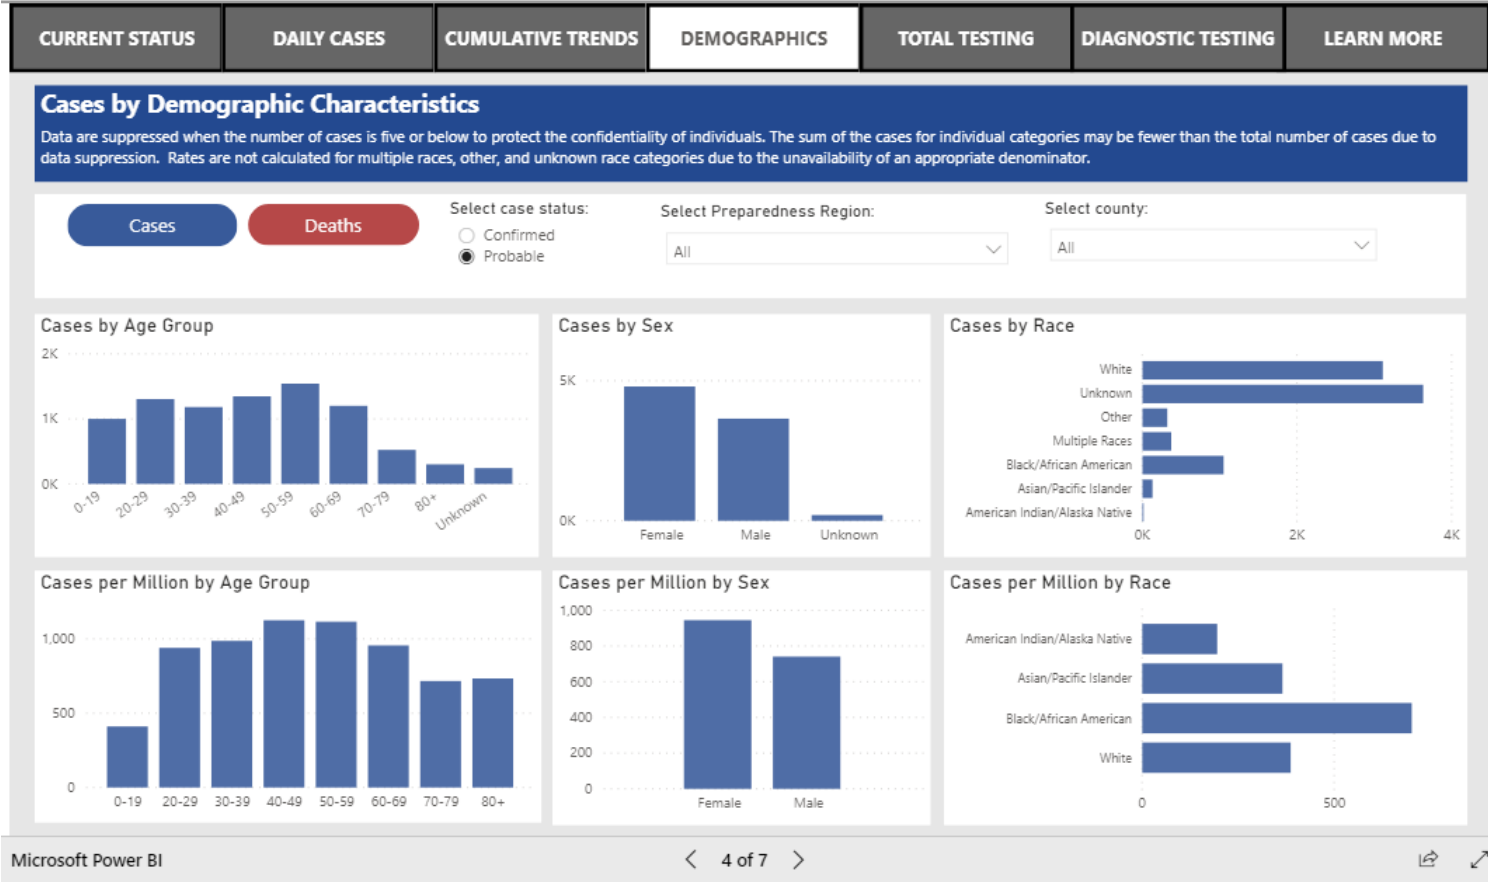 CURRENT STATUS
DAILY CASES
CUMULATIVE TRENDS
DEMOGRAPHICS
TOTAL TESTING
DIAGNOSTIC TESTING
LEARN MORE
Cases by Demographic Characteristics
Data are suppressed when the number of cases is five or below to protect the confidentiality of individuals. The sum of the cases for individual categories may be fewer than the total number of cases due to
data suppression. Rates are not calculated for multiple races, other, and unknown race categories due to the unavailability of an appropriate denominator.
Cases
Deaths
Select case status:
Confirmed
Probable
Select Preparedness Region:
All
Select county:
All
Cases by Age Group
2K
1K
0K
0-19
20-29
30-39
40-49
50-59
60-69
70-79
80+
Unknown
Cases by Sex
5K
0K
Female
Male
Unknown
Cases by Race
White
Unknown
Other
Multiple Races
Black/African American
Asian/Pacific Islander
American Indian/Alaska Native
0K
2K
4K
Cases per Million by Age Group
1,000
500
0
0-19
20-29
30-39
40-49
50-59
60-69
70-79
80+
Cases per Million by Sex
1,000
800
600
400
200
0
Female
Male
Cases per Million by Race
American Indian/Alaska Native
Asian/Pacific Islander
Black/African American
White
0
500
Microsoft Power BI
4 of 7